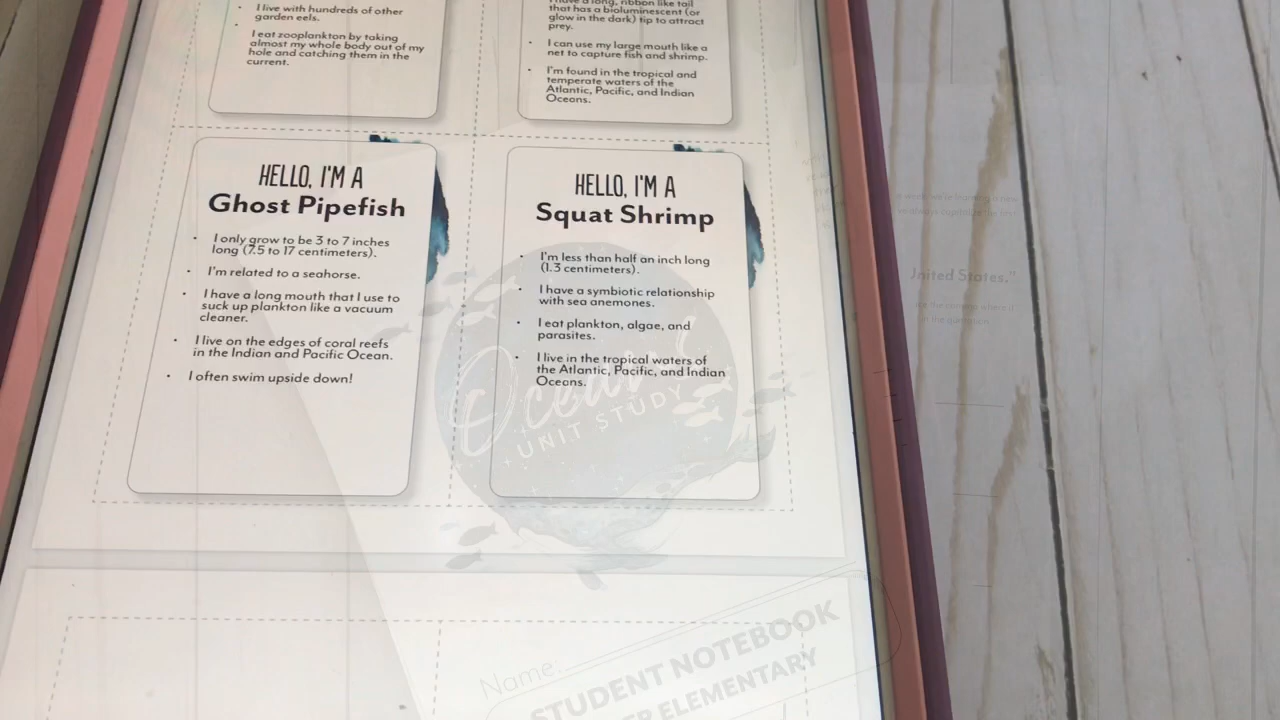 I live with hundreds of other
garden eels.
I eat zooplankton by taking
almost my whole body out of my
hole and catching them in the
current.
I have a long, ribbon like tail
that has a bioluminescent (or
glow in the dark) tip to attract
prey.
I can use my large mouth like a
net to capture fish and shrimp.
I'm found in the tropical and
temperate waters of the
Atlantic, Pacific, and Indian
Oceans.
HELLO, I'M A
Ghost Pipefish
I only grow to be 3 to 7 inches
long (7.5 to 17 centimeters).
I'm related to a seahorse.
I have a long mouth that I use to
suck up plankton like a vacuum
cleaner.
I live on the edges of coral reefs
in the Indian and Pacific Ocean.
I often swim upside down!
HELLO, I'M A
Squat Shrimp
I'm less than half an inch long
(1.3 centimeters).
I have a symbiotic relationship
with sea anemones.
I eat plankton, algae, and
parasites.
I live in the tropical waters of
the Atlantic, Pacific, and Indian
Oceans.
Ocean!
UNIT STUDY
Name:
STUDENT NOTEBOOK
ELEMENTARY
United States."